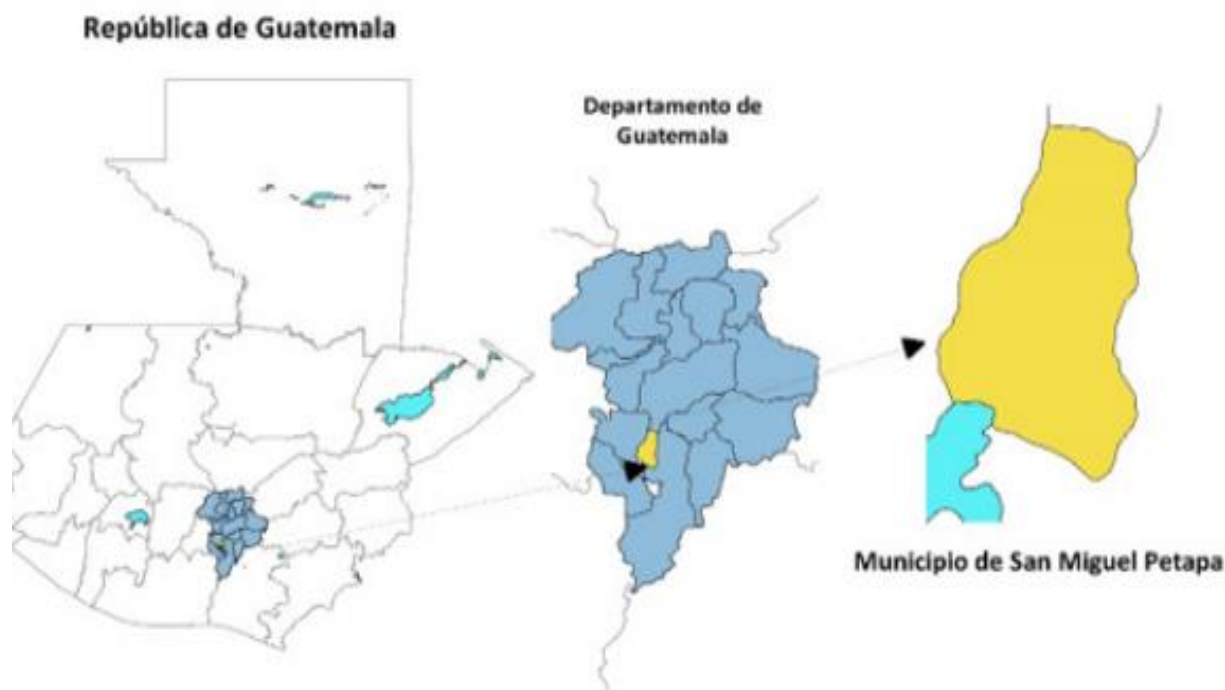 República de Guatemala
Departamento de
Guatemala
Municipio de San Miguel Petapa